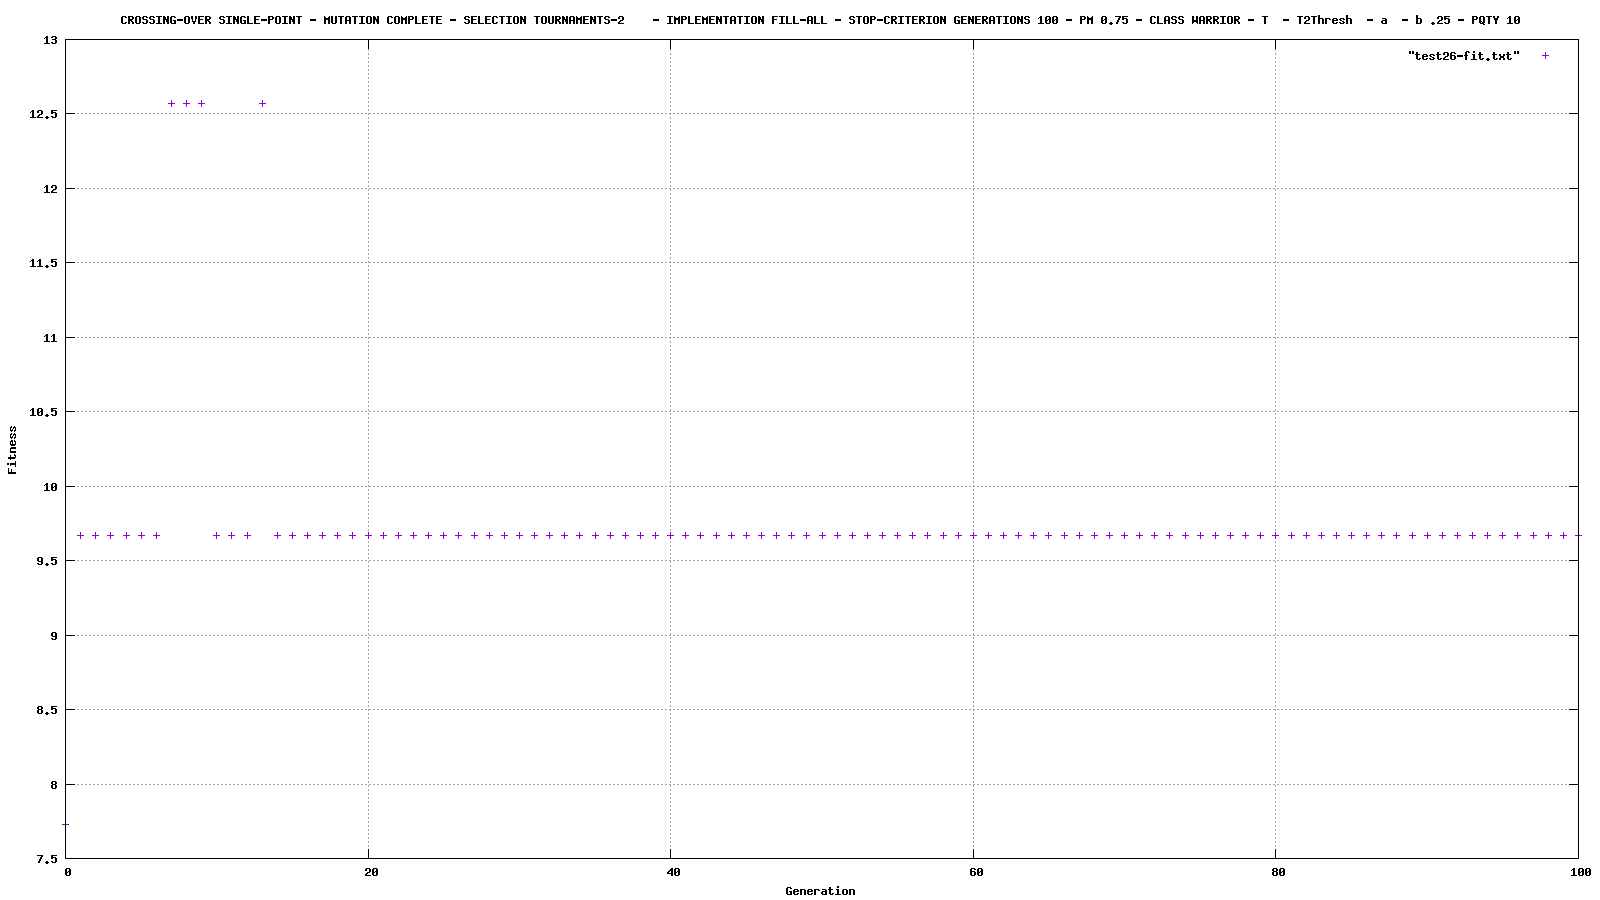 CROSSING-OVER SINGLE-POINT - MUTATION COMPLETE - SELECTION TOURNAMENTS-2    - IMPLEMENTATION FILL-ALL - STOP-CRITERION GENERATIONS 100 - PM 0.75 - CLASS WARRIOR - T  - T2Thresh  - a  - b .25 - PQTY 10
"test26-fit.txt"
13
12.5
12
11.5
11
10.5
10
9.5
9
8.5
8
7.5
Fitness
0 20 40 60 80 100
Generation